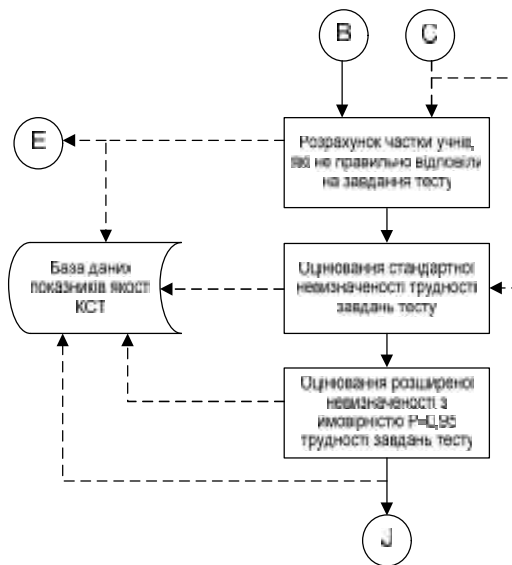 B
C
E
Розрахунок частки учнів,
які не правильно відповіли
на завдання тесту
База даних
показників якості
КСТ
Оцінювання стандартної
невизначеності трудності
завдань тесту
Оцінювання розширеної
невизначеності з
ймовірністю P=0,95
трудності завдань тесту
J